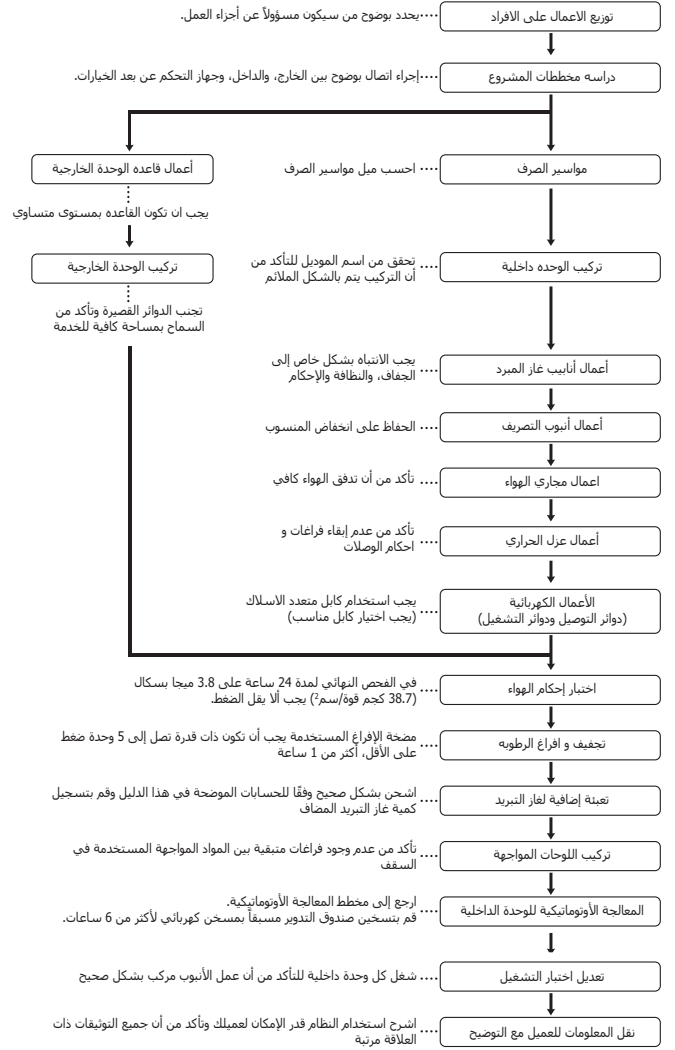 توزيع الاعمال على الافراد
يحدد بوضوح من سيكون مسؤولاً عن أجزاء العمل.
دراسه مخططات المشروع
إجراء اتصال بوضوح بين الخارج، والداخل، وجهاز التحكم عن بعد الخيارات.
مواسير الصرف
احسب ميل مواسير الصرف
أعمال قاعده الوحدة الخارجية
يجب ان تكون القاعده بمستوى متساوي
تركيب الوحده داخلية
تحقق من اسم الموديل للتأكد من
أن التركيب يتم بالشكل الملائم
تركيب الوحدة الخارجية
تجنب الدوائر القصيرة وتأكد من
السماح بمساحة كافية للخدمة
أعمال أنابيب غاز المبرد
يجب الانتباه بشكل خاص إلى
الجفاف، والنظافة والإحكام
أعمال أنبوب التصريف
الحفاظ على انخفاض المنسوب
اعمال مجاري الهواء
تأكد من أن تدفق الهواء كافي
أعمال عزل الحراري
تأكد من عدم إبقاء فراغات و
احكام الوصلات
الأعمال الكهربائية
(دوائر التوصيل ودوائر التشغيل)
يجب استخدام كابل متعدد الاسلاك
(يجب اختيار كابل مناسب)
اختبار إحكام الهواء
في الفحص النهائي لمدة 24 ساعة على 3.8 ميجا بسكال
(38.7 كجم قوة/سم2) يجب ألا يقل الضغط.
تجفيف و افراغ الرطوبه
مضخة الإفراغ المستخدمة يجب أن تكون ذات قدرة تصل إلى 5 وحدة ضغط
على الأقل، أكثر من 1 ساعة
تعبئة إضافية لغاز التبريد
اشحن بشكل صحيح وفقًا للحسابات الموضحة في هذا الدليل وقم بتسجيل
كمية غاز التبريد المضاف
تركيب اللوحات المواجهة
تأكد من عدم وجود فراغات متبقية بين المواد المواجهة المستخدمة في
السقف
المعالجة الأوتوماتيكية للوحدة الداخلية
ارجع إلى مخطط المعالجة الأوتوماتيكية.
قم بتسخين صندوق التدوير مسبقاً بمسخن كهربائي لأكثر من 6 ساعات.
تعديل اختبار التشغيل
شغل كل وحدة داخلية للتأكد من أن عمل الأنبوب مركب بشكل صحيح
نقل المعلومات للعميل مع التوضيح
اشرح استخدام النظام قدر الإمكان لعميلك وتأكد من أن جميع التوثيقات ذات
العلاقة مرتبة